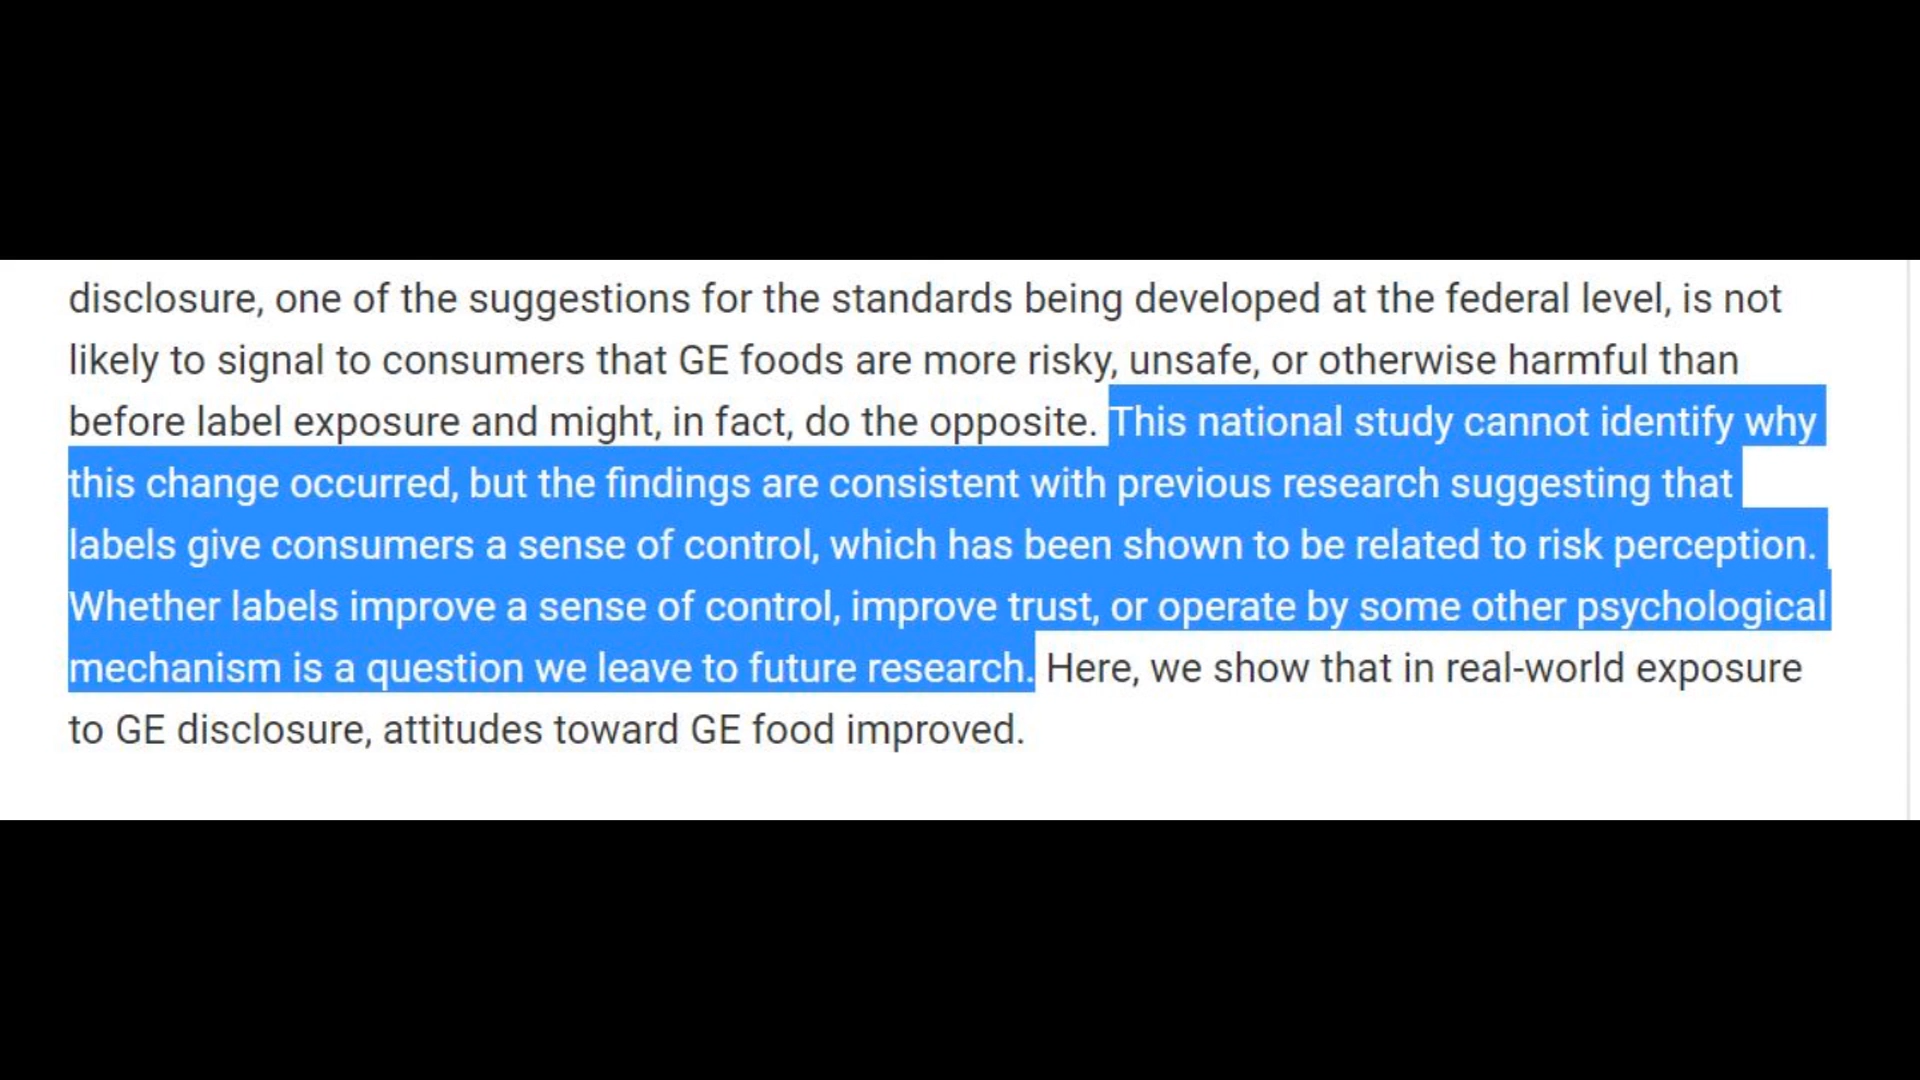 disclosure, one of the suggestions for the standards being developed at the federal level, is not
likely to signal to consumers that GE foods are more risky, unsafe, or otherwise harmful than
before label exposure and might, in fact, do the opposite. This national study cannot identify why
this change occurred, but the findings are consistent with previous research suggesting that
labels give consumers a sense of control, which has been shown to be related to risk perception.
Whether labels improve a sense of control, improve trust, or operate by some other psychological
mechanism is a question we leave to future research. Here, we show that in real-world exposure
to GE disclosure, attitudes toward GE food improved.